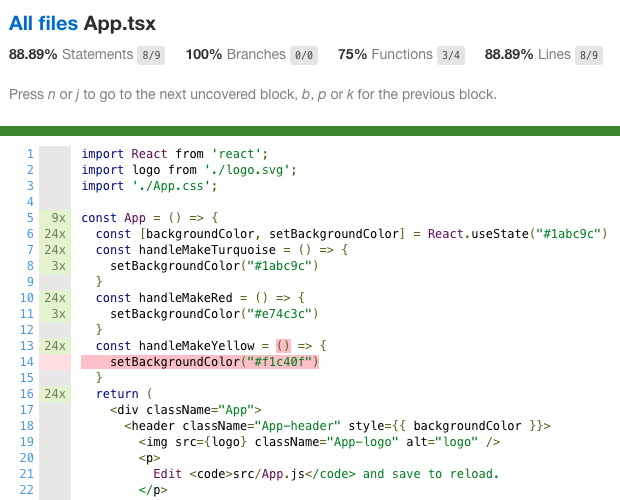 All files App.tsx
88.89% Statements 8/9 100% Branches 0/0 75% Functions 3/4 88.89% Lines 8/9
Press n or j to go to the next uncovered block, b, p or k for the previous block.
1 import React from 'react';
2 import logo from './logo.svg';
3 import './App.css';
4
5 9x const App = () => {
6 24x const [backgroundColor, setBackgroundColor] = React.useState("#1abc9c")
7 24x const handleMakeTurquoise = () => {
8 3x setBackgroundColor("#1abc9c")
9 }
10 24x const handleMakeRed = () => {
11 3x setBackgroundColor("#e74c3c")
12 }
13 24x const handleMakeYellow = () => {
14 setBackgroundColor("#f1c40f")
15 }
16 24x return (
17 <div className="App">
18 <header className="App-header" style={{ backgroundColor }}>
19 <img src={logo} className="App-logo" alt="logo" />
20 <p>
21 Edit <code>src/App.js</code> and save to reload.
22 </p>